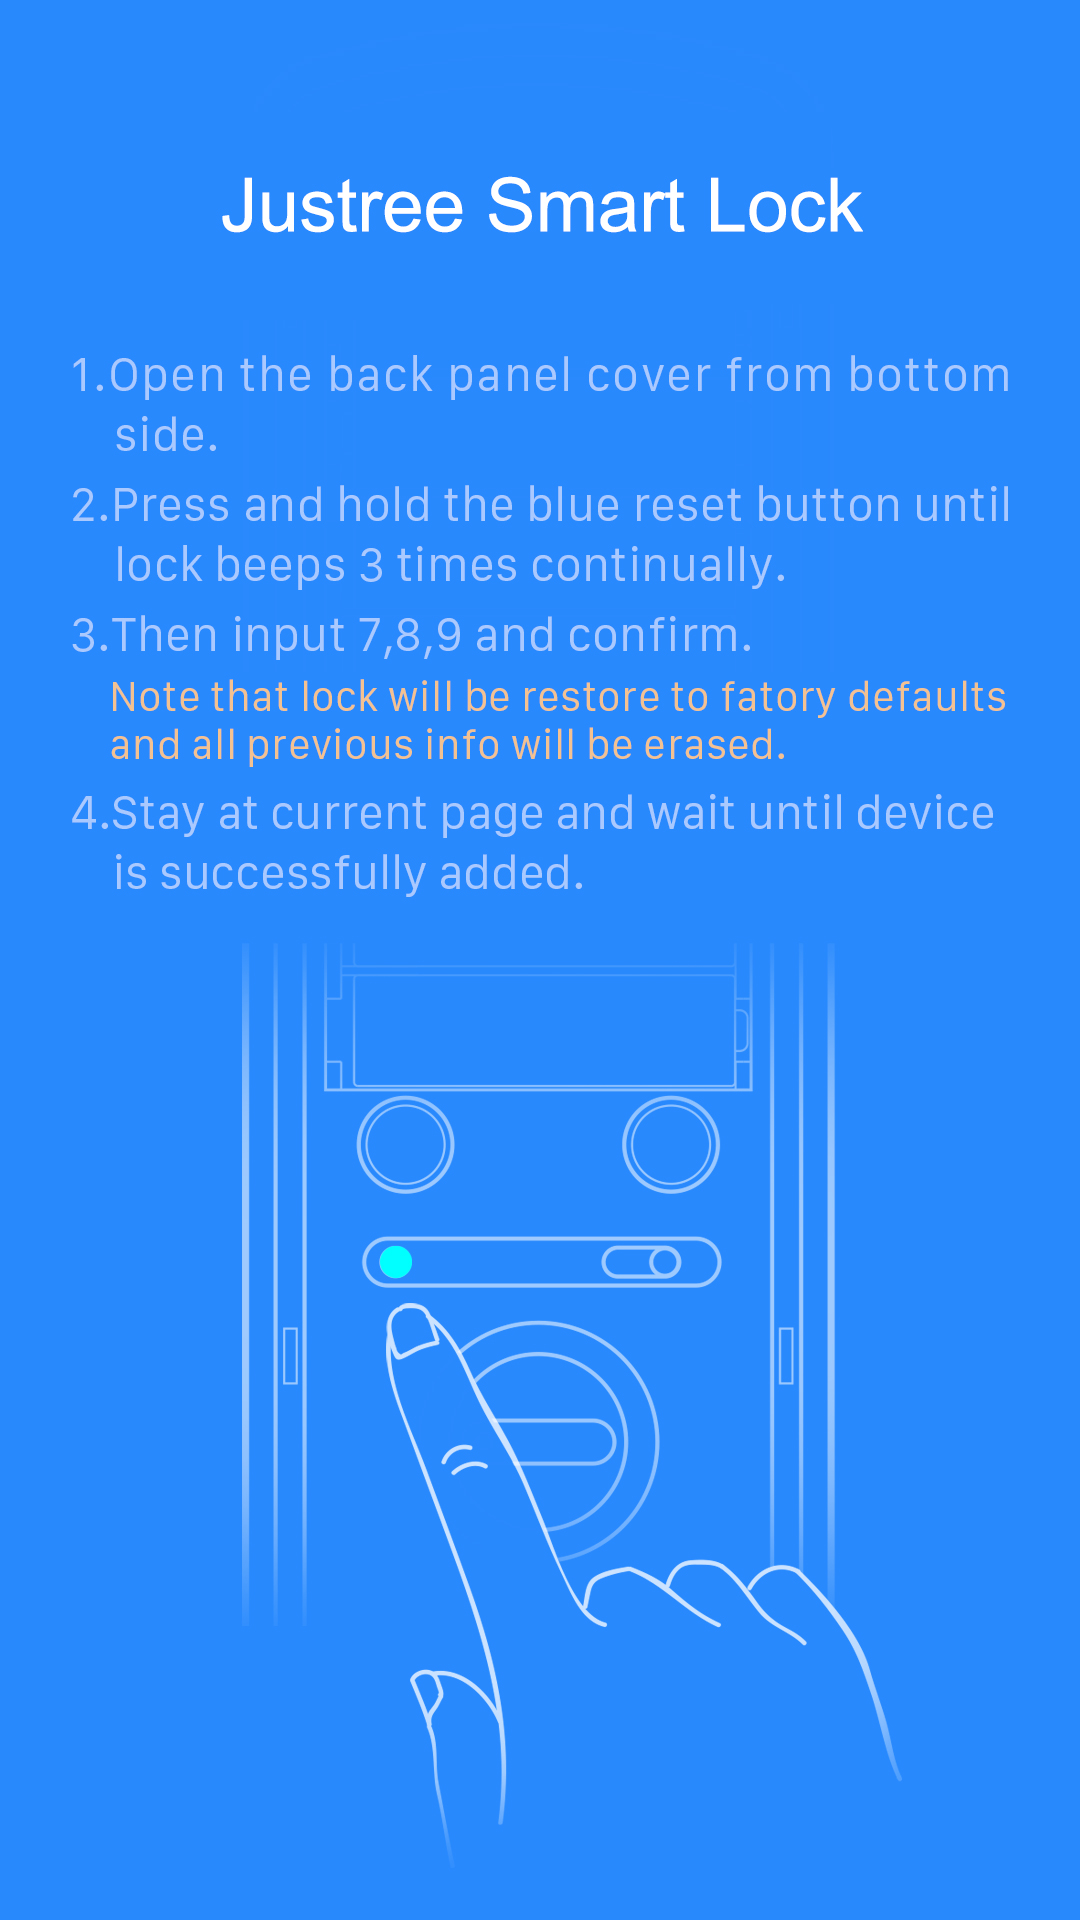 Justree Smart Lock
1.Open the back panel cover from bottom
side.
2.Press and hold the blue reset button until
lock beeps 3 times continually.
3.Then input 7,8,9 and confirm.
Note that lock will be restore to fatory defaults
and all previous info will be erased.
4.Stay at current page and wait until device
is successfully added.